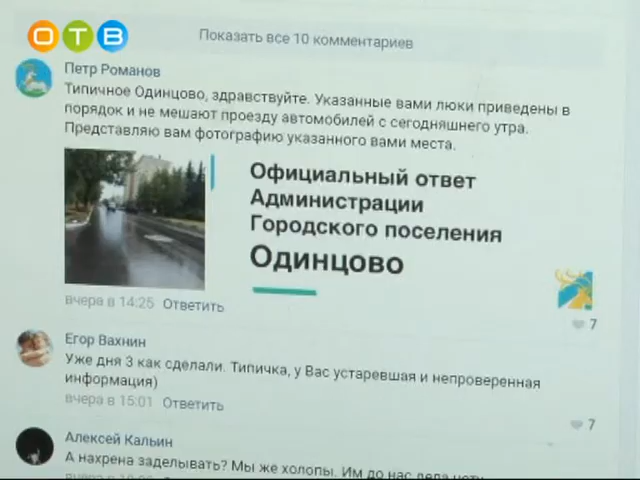 ОТВ
Показать все 10 комментариев
Петр Романов
Типичное Одинцово, здравствуйте. Указанные вами люки приведены в
порядок и не мешают проезду автомобилей с сегодняшнего утра.
Представляю вам фотографию указанного вами места.
Официальный ответ
Администрации
Городского поселения
Одинцово
вчера в 14:25 Ответить
7
Егор Вахнин
Уже дня 3 как сделали. Типичка, у Вас устаревшая и непроверенная
информация)
вчера в 15:01 Ответить
7
Алексей Кальин
А нахрена заделывать? Мы же холопы. Им до нас дела нету